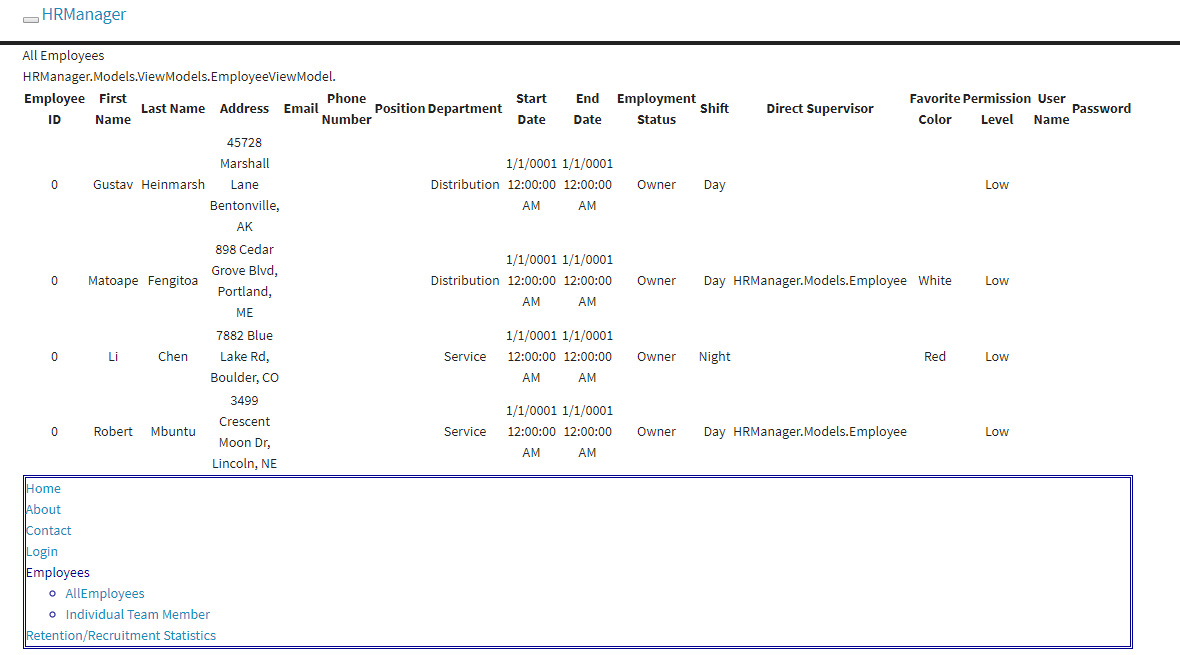 HRManager
All Employees
HRManager.Models.ViewModels.EmployeeViewModel.
Employee ID First Name Last Name Address Email Phone Number Position Department Start Date End Date Employment Status Shift Direct Supervisor Favorite Color Permission Level User Name Password
0 Gustav Heinmarsh 45728 Marshall Lane Bentonville, AK Distribution 1/1/0001 12:00:00 AM 1/1/0001 12:00:00 AM Owner Day Low
0 Matoape Fengitoa 898 Cedar Grove Blvd, Portland, ME Distribution 1/1/0001 12:00:00 AM 1/1/0001 12:00:00 AM Owner Day HRManager.Models.Employee White Low
0 Li Chen 7882 Blue Lake Rd, Boulder, CO Service 1/1/0001 12:00:00 AM 1/1/0001 12:00:00 AM Owner Night Red Low
0 Robert Mbuntu 3499 Crescent Moon Dr, Lincoln, NE Service 1/1/0001 12:00:00 AM 1/1/0001 12:00:00 AM Owner Day HRManager.Models.Employee Low
Home
About
Contact
Login
Employees
AllEmployees
Individual Team Member
Retention/Recruitment Statistics